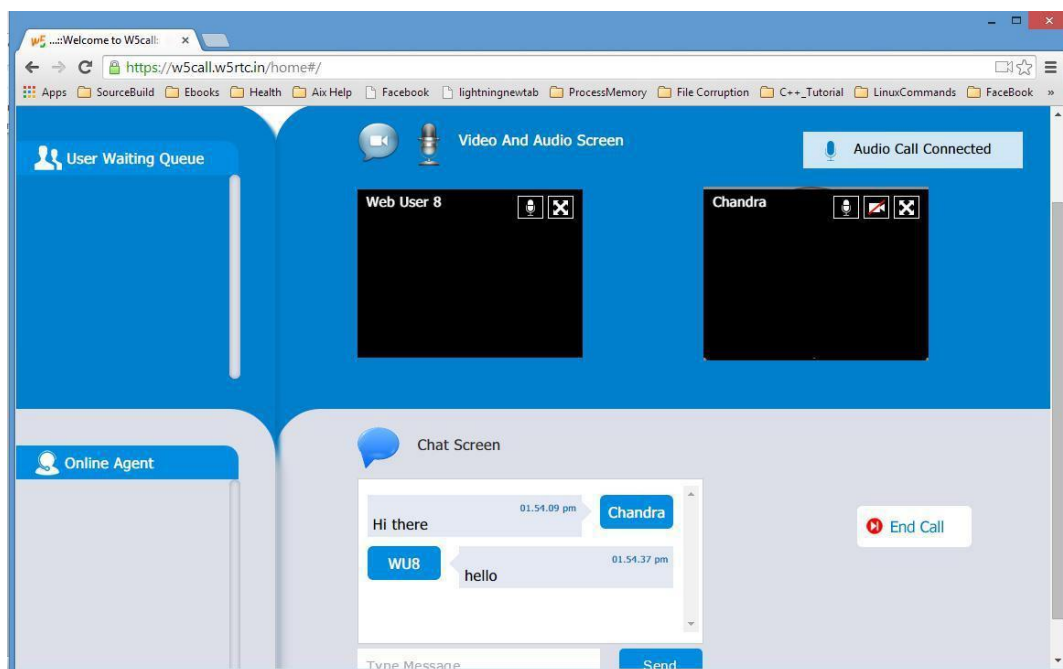 w5 ...::Welcome to W5call:
https://w5call.w5rtc.in/home#/
Apps SourceBuild Ebooks Health Aix Help Facebook lightningnewtab ProcessMemory File Corruption C++_Tutorial LinuxCommands FaceBook »
User Waiting Queue
Video And Audio Screen
Audio Call Connected
Web User 8
Chandra
Online Agent
Chat Screen
01.54.09 pm
Hi there
Chandra
WU8
01.54.37 pm
hello
End Call
Type Message
Send